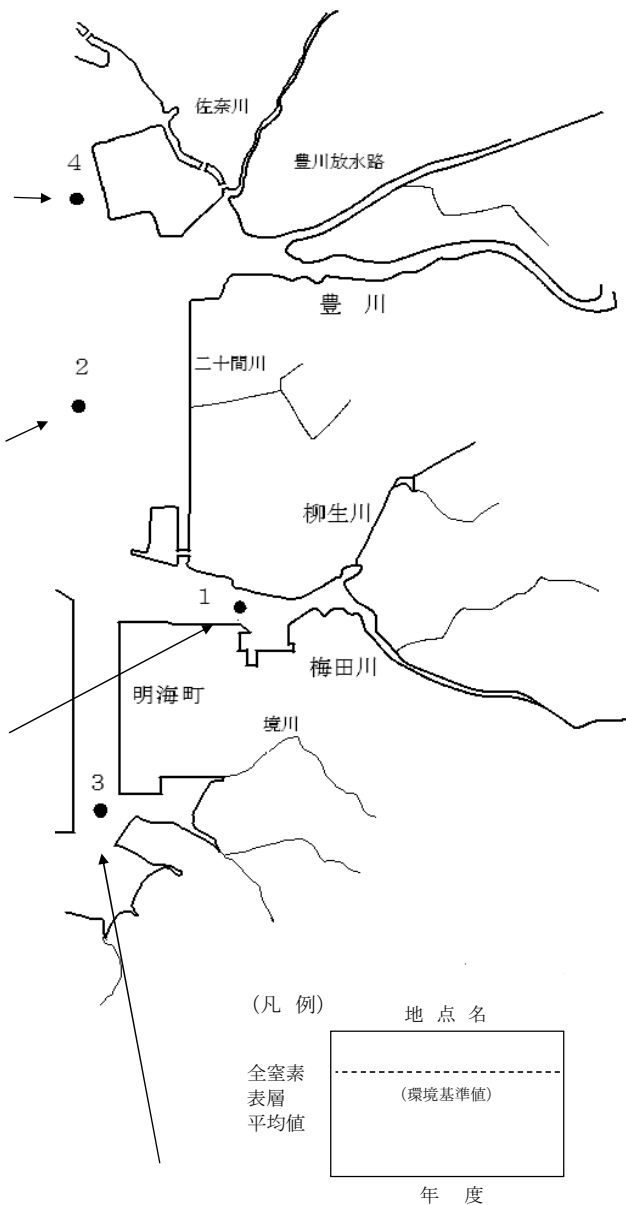 佐奈川
豊川放水路
4
豊 川
2
二十間川
柳生川
1
梅田川
明海町
境川
3
(凡 例)
地 点 名
全窒素
表層
平均値
(環境基準値)
年 度